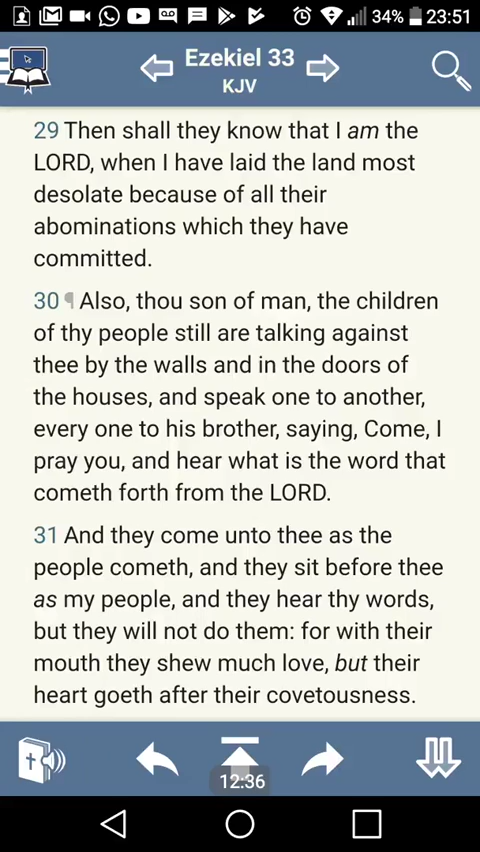 34% 23:51
Ezekiel 33
KJV
29 Then shall they know that I am the
LORD, when I have laid the land most
desolate because of all their
abominations which they have
committed.
30 ¶ Also, thou son of man, the children
of thy people still are talking against
thee by the walls and in the doors of
the houses, and speak one to another,
every one to his brother, saying, Come, I
pray you, and hear what is the word that
cometh forth from the LORD.
31 And they come unto thee as the
people cometh, and they sit before thee
as my people, and they hear thy words,
but they will not do them: for with their
mouth they shew much love, but their
heart goeth after their covetousness.
12:36